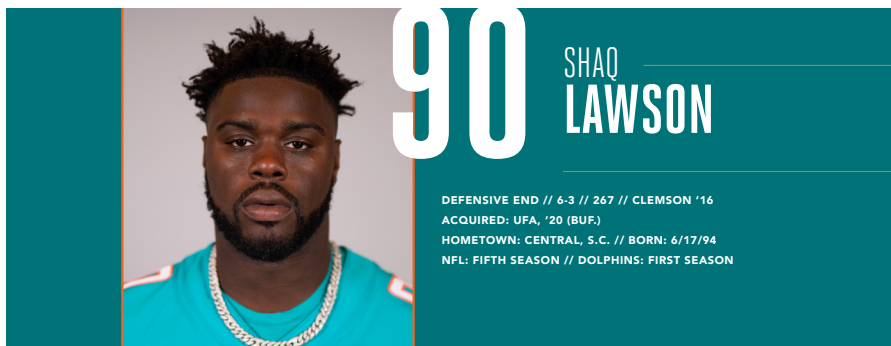 90
SHAQ
LAWSON
DEFENSIVE END // 6-3 // 267 // CLEMSON ‘16
ACQUIRED: UFA, ‘20 (BUF.)
HOMETOWN: CENTRAL, S.C. // BORN: 6/17/94
NFL: FIFTH SEASON // DOLPHINS: FIRST SEASON